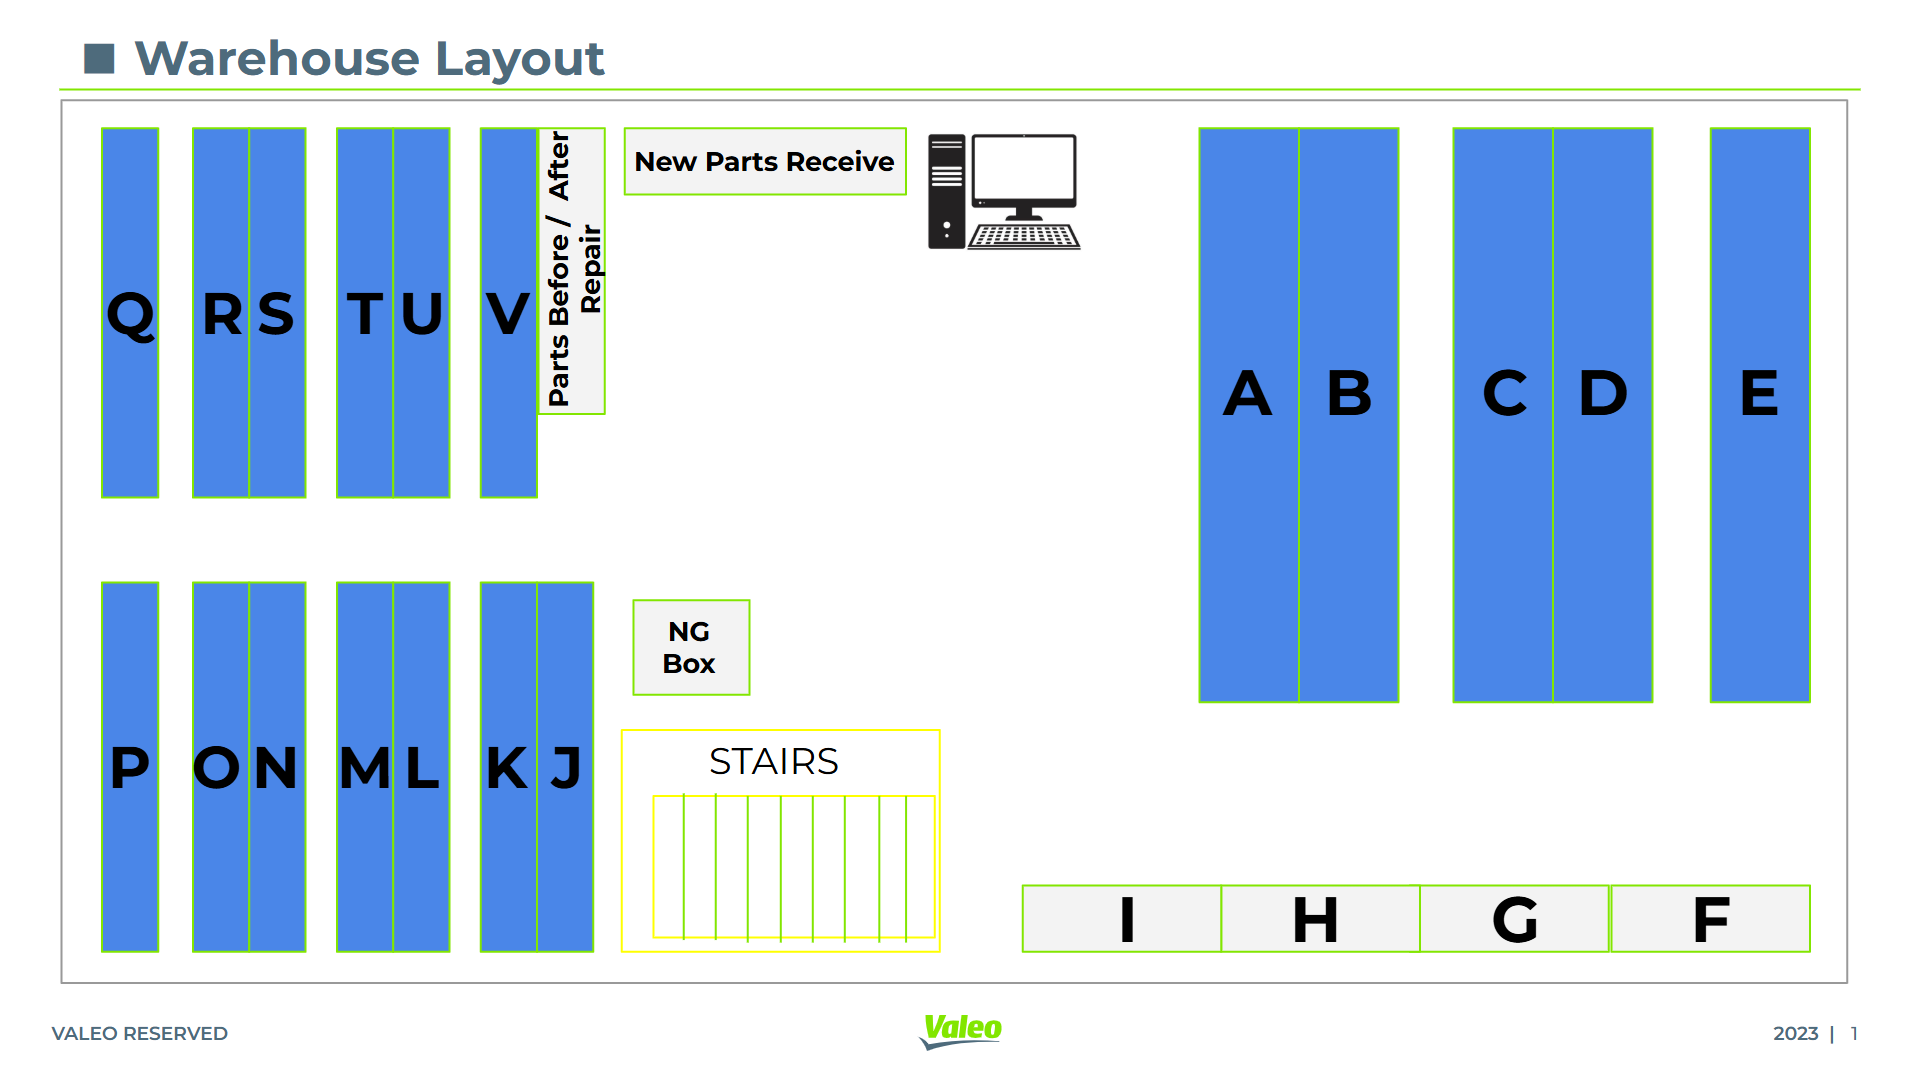 Warehouse Layout
Q
R
S
T
U
V
Parts Before / After
Repair
New Parts Receive
A
B
C
D
E
P
O
N
M
L
K
J
NG
Box
STAIRS
I
H
G
F
VALEO RESERVED
Valeo
2023 | 1